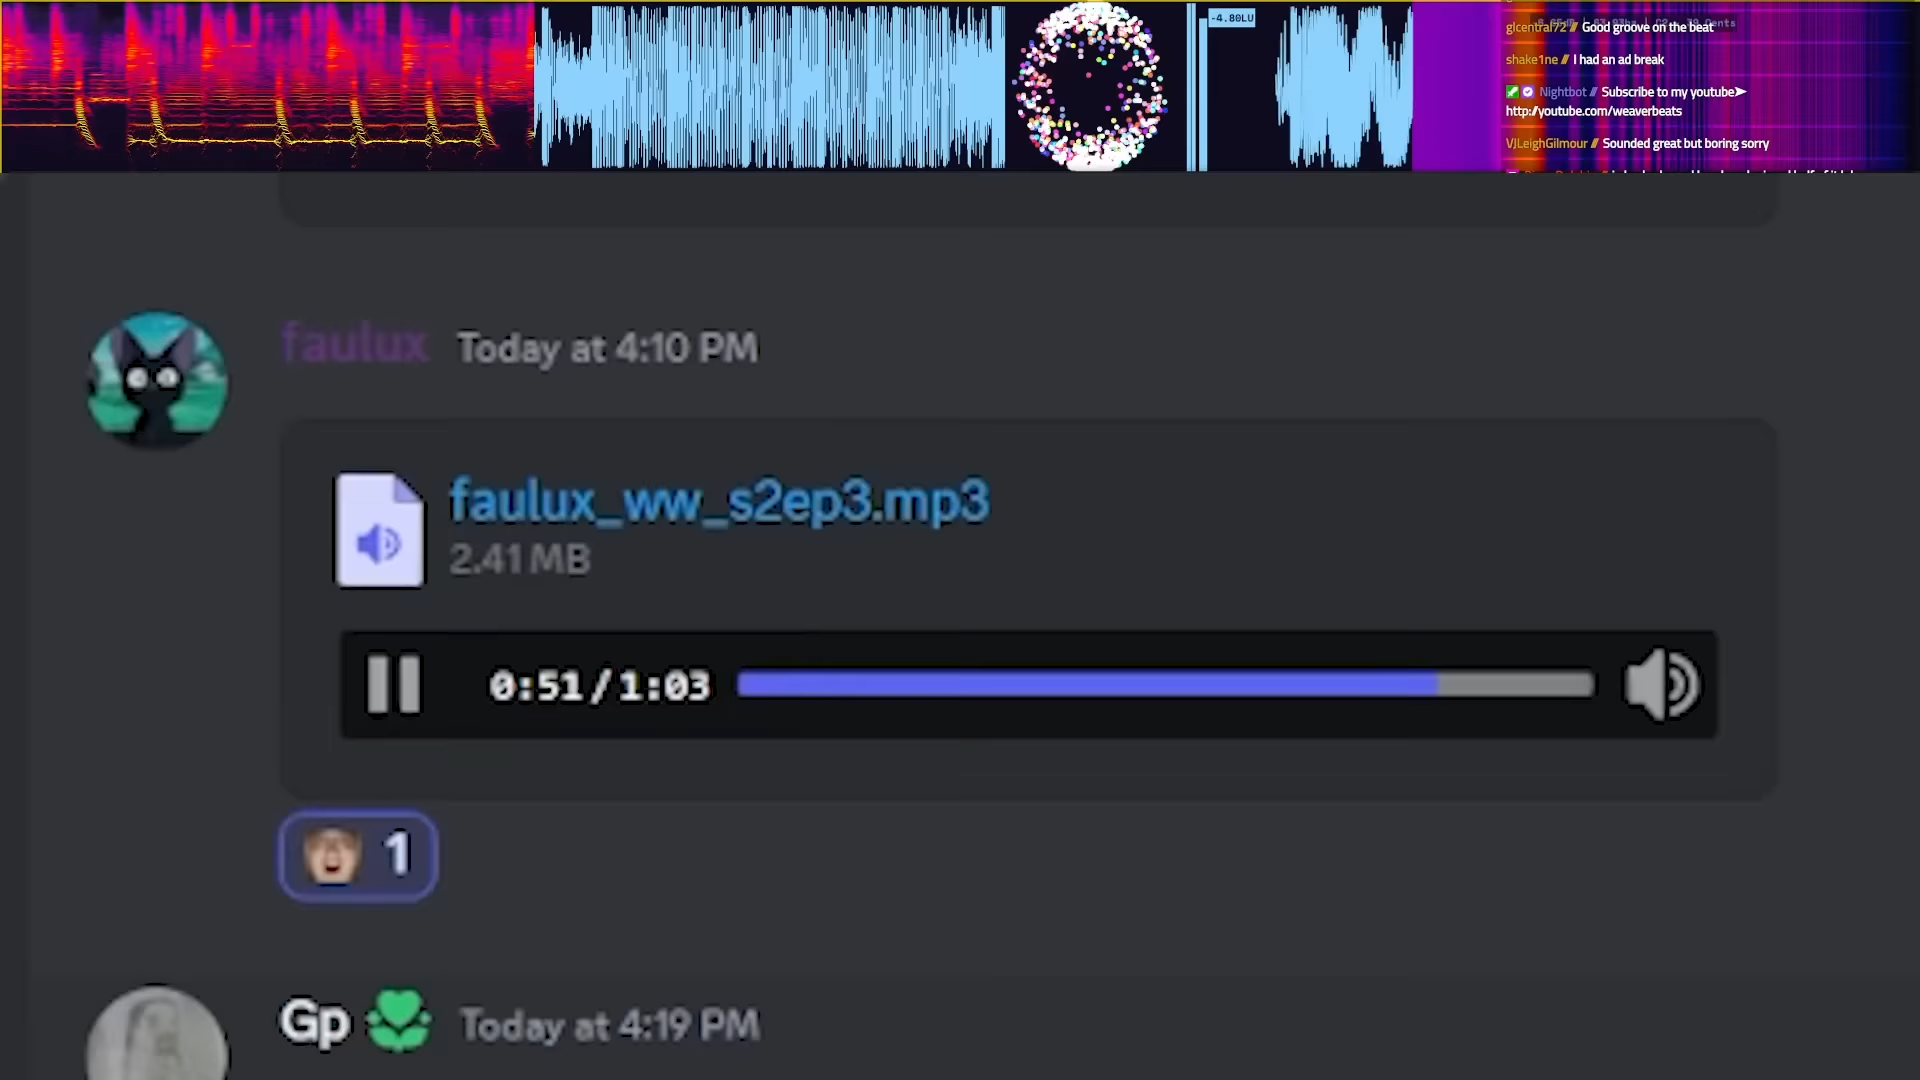 -4.80LU
glcentral72 // Good groove on the beat
shake1ne // I had an ad break
Nightbot // Subscribe to my youtube➤
http://youtube.com/weaverbeats
VJLeighGilmour // Sounded great but boring sorry
faulux Today at 4:10 PM
faulux_ww_s2ep3.mp3
2.41 MB
0:51 / 1:03
1
Gp Today at 4:19 PM